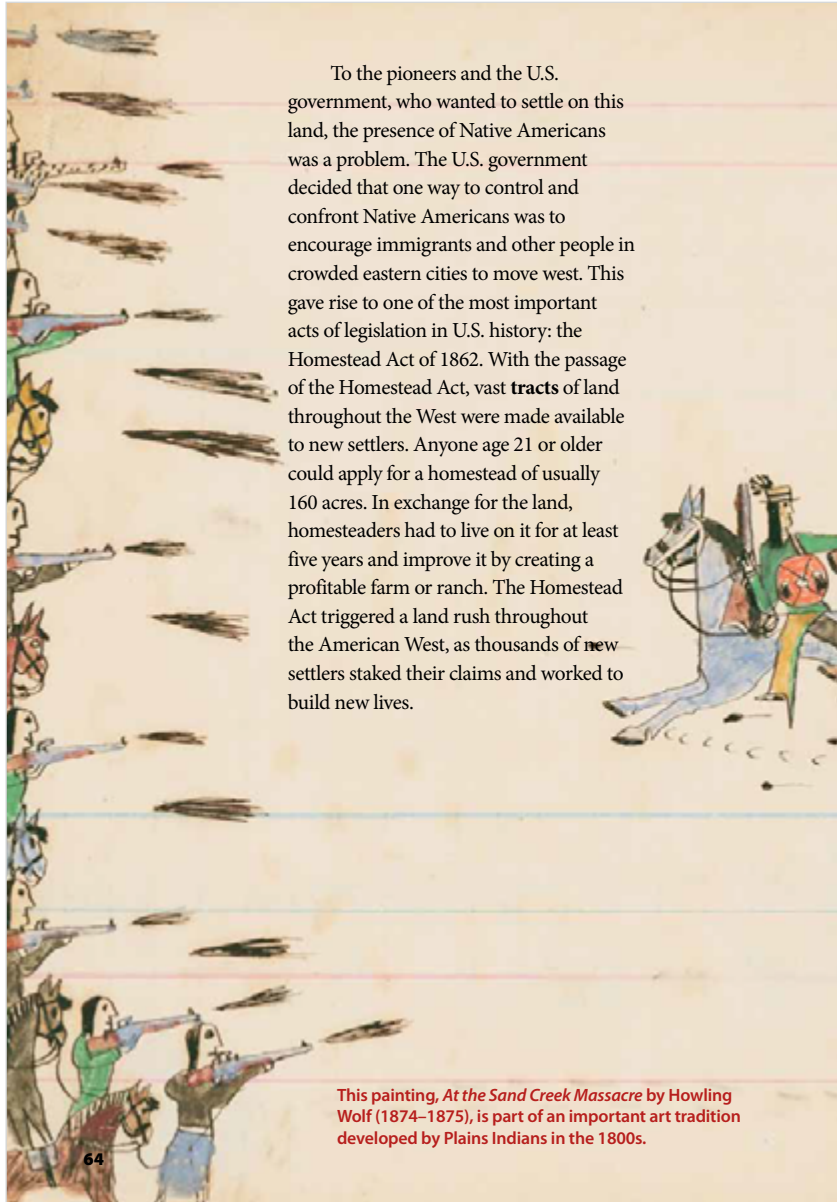 To the pioneers and the U.S.
government, who wanted to settle on this
land, the presence of Native Americans
was a problem. The U.S. government
decided that one way to control and
confront Native Americans was to
encourage immigrants and other people in
crowded eastern cities to move west. This
gave rise to one of the most important
acts of legislation in U.S. history: the
Homestead Act of 1862. With the passage
of the Homestead Act, vast tracts of land
throughout the West were made available
to new settlers. Anyone age 21 or older
could apply for a homestead of usually
160 acres. In exchange for the land,
homesteaders had to live on it for at least
five years and improve it by creating a
profitable farm or ranch. The Homestead
Act triggered a land rush throughout
the American West, as thousands of new
settlers staked their claims and worked to
build new lives.
This painting, At the Sand Creek Massacre by Howling
Wolf (1874–1875), is part of an important art tradition
developed by Plains Indians in the 1800s.
64